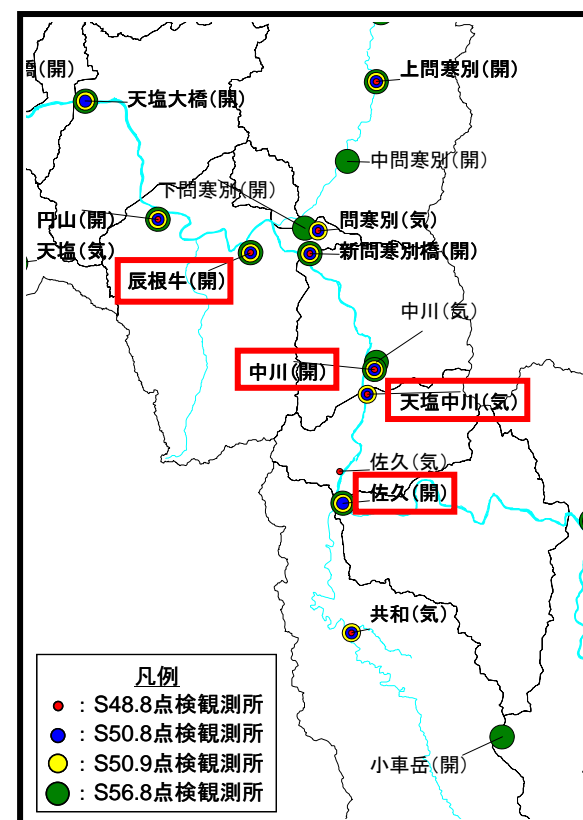 橋(開)
上問寒別(開)
天塩大橋(開)
中問寒別(開)
下問寒別(開)
円山(開)
問寒別(気)
天塩(気)
新問寒別橋(開)
辰根牛(開)
中川(気)
中川(開)
天塩中川(気)
佐久(気)
佐久(開)
共和(気)
小車岳(開)
凡例
：S48.8点検観測所
：S50.8点検観測所
：S50.9点検観測所
：S56.8点検観測所